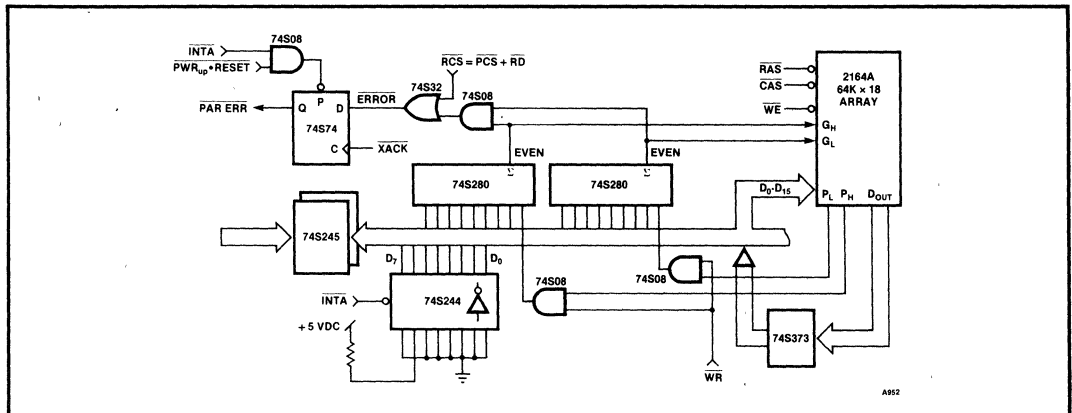 74S08
INTA
PWRup•RESET
RCS = PCS + RD
74S32
74S08
ERROR
PAR ERR
Q
P
D
74S74
C
XACK
EVEN
Σ
EVEN
Σ
74S280
74S280
RAS
CAS
WE
GH
GL
2164A
64K × 18
ARRAY
PL PH DOUT
D0-D15
74S245
D7
D0
74S08
74S08
INTA
74S244
+ 5 VDC
74S373
WR
A952